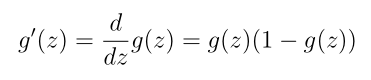 g'(z) = \frac{d}{dz} g(z) = g(z)(1 - g(z))